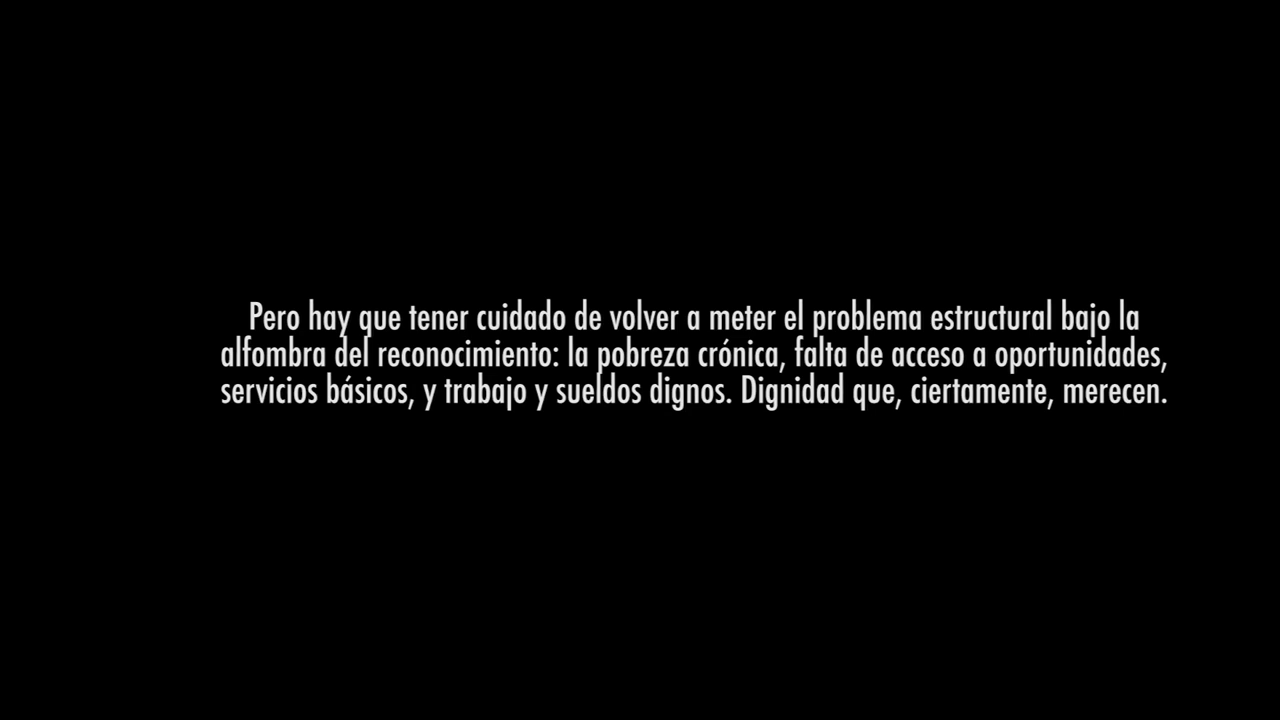 Pero hay que tener cuidado de volver a meter el problema estructural bajo la
alfombra del reconocimiento: la pobreza crónica, falta de acceso a oportunidades,
servicios básicos, y trabajo y sueldos dignos. Dignidad que, ciertamente, merecen.